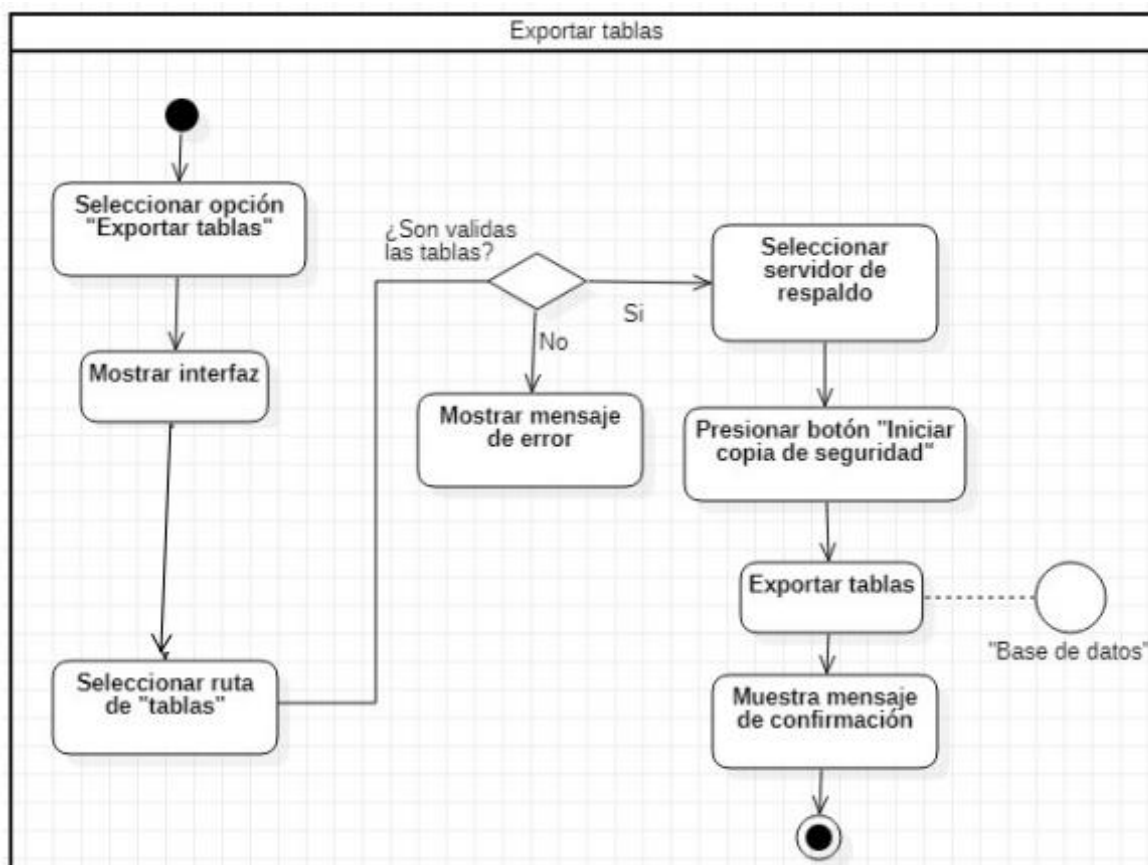 Exportar tablas
Seleccionar opción
"Exportar tablas"
Mostrar interfaz
Seleccionar ruta
de "tablas"
¿Son validas
las tablas?
Si
No
Mostrar mensaje
de error
Seleccionar
servidor de
respaldo
Presionar botón "Iniciar
copia de seguridad"
Exportar tablas
"Base de datos"
Muestra mensaje
de confirmación